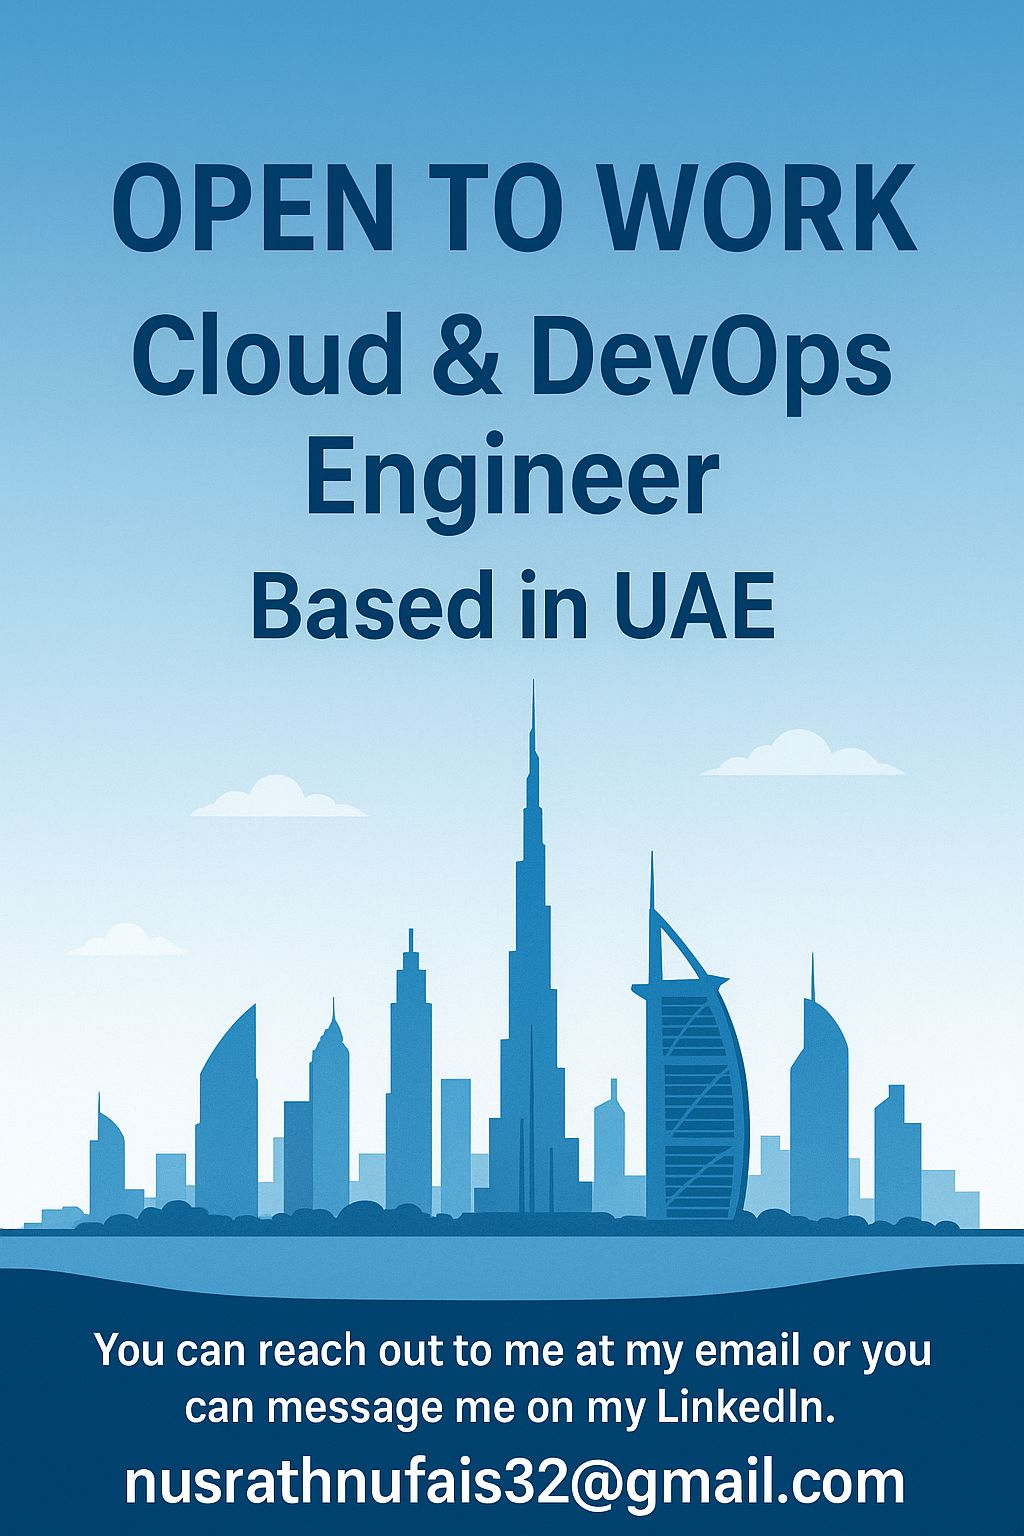 OPEN TO WORK
Cloud & DevOps
Engineer
Based in UAE
You can reach out to me at my email or you
can message me on my LinkedIn.
nusrathnufais32@gmail.com